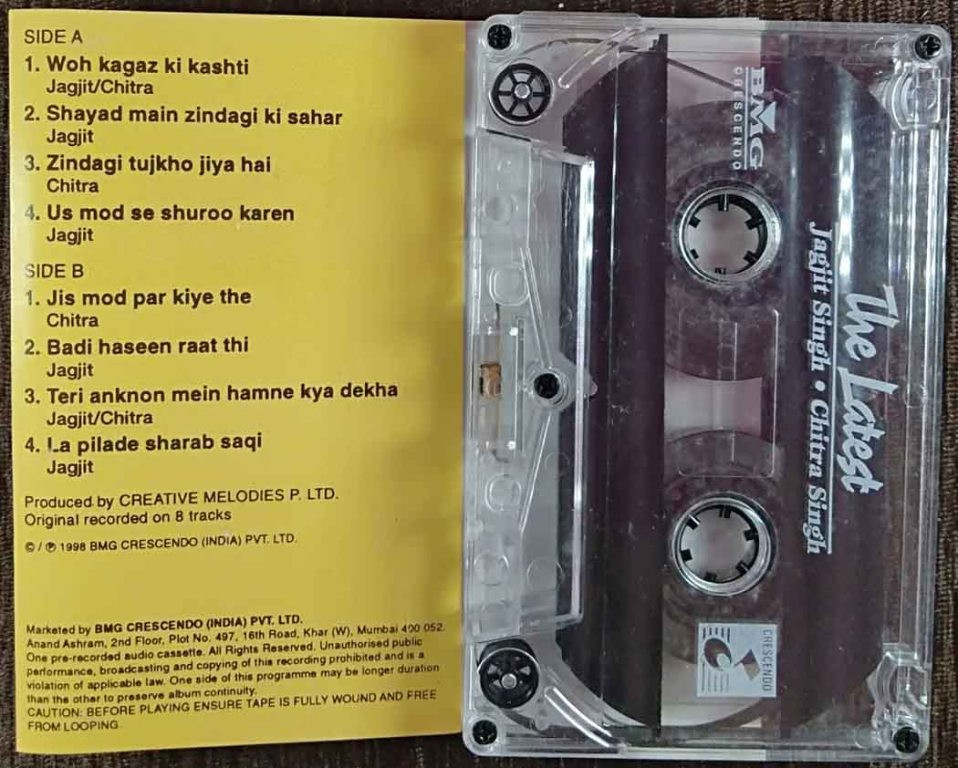 SIDE A
1. Woh kagaz ki kashti
Jagjit/Chitra
2. Shayad main zindagi ki sahar
Jagjit
3. Zindagi tujkho jiya hai
Chitra
4. Us mod se shuroo karen
Jagjit
SIDE B
1. Jis mod par kiye the
Chitra
2. Badi haseen raat thi
Jagjit
3. Teri anknon mein hamne kya dekha
Jagjit/Chitra
4. La pilade sharab saqi
Jagjit
Produced by CREATIVE MELODIES P. LTD.
Original recorded on 8 tracks
©/℗ 1998 BMG CRESCENDO (INDIA) PVT. LTD.
Marketed by BMG CRESCENDO (INDIA) PVT. LTD.
Anand Ashram, 2nd Floor, Plot No. 497, 16th Road, Khar (W), Mumbai 400 052.
One pre-recorded audio cassette. All Rights Reserved. Unauthorised public
performance, broadcasting and copying of this recording prohibited and is a
violation of applicable law. One side of this programme may be longer duration
than the other to preserve album continuity.
CAUTION: BEFORE PLAYING ENSURE TAPE IS FULLY WOUND AND FREE
FROM LOOPING.
BMG
CRESCENDO
The Latest
Jagjit Singh • Chitra Singh
CRESCENDO